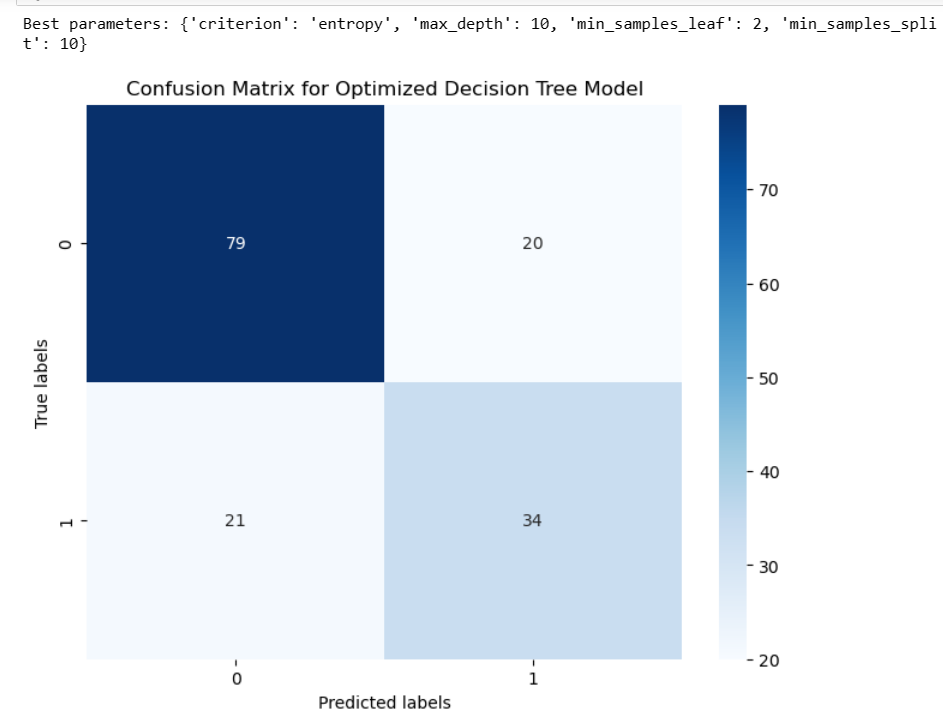 Best parameters: {'criterion': 'entropy', 'max_depth': 10, 'min_samples_leaf': 2, 'min_samples_spli
t': 10}
Confusion Matrix for Optimized Decision Tree Model
79
20
21
34
0
1
True labels
0
1
Predicted labels
70
60
50
40
30
20